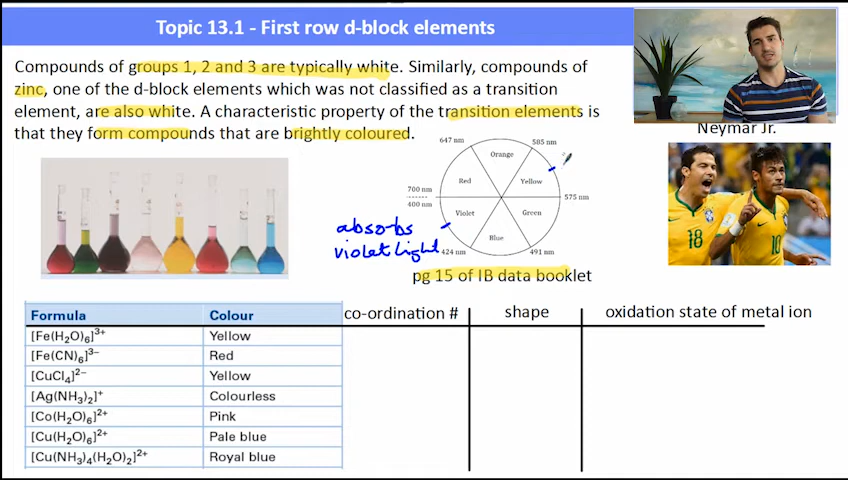 Topic 13.1 - First row d-block elements
Compounds of groups 1, 2 and 3 are typically white. Similarly, compounds of
zinc, one of the d-block elements which was not classified as a transition
element, are also white. A characteristic property of the transition elements is
that they form compounds that are brightly coloured.
Neymar Jr.
647 nm
585 nm
Orange
Red
Yellow
700 nm
400 nm
575 nm
Violet
Green
Blue
424 nm
491 nm
absorbs
violet light
pg 15 of IB data booklet
18
10
Formula Colour co-ordination # shape oxidation state of metal ion
[Fe(H₂O)₆]³⁺ Yellow
[Fe(CN)₆]³⁻ Red
[CuCl₄]²⁻ Yellow
[Ag(NH₃)₂]⁺ Colourless
[Co(H₂O)₆]²⁺ Pink
[Cu(H₂O)₆]²⁺ Pale blue
[Cu(NH₃)₄(H₂O)₂]²⁺ Royal blue